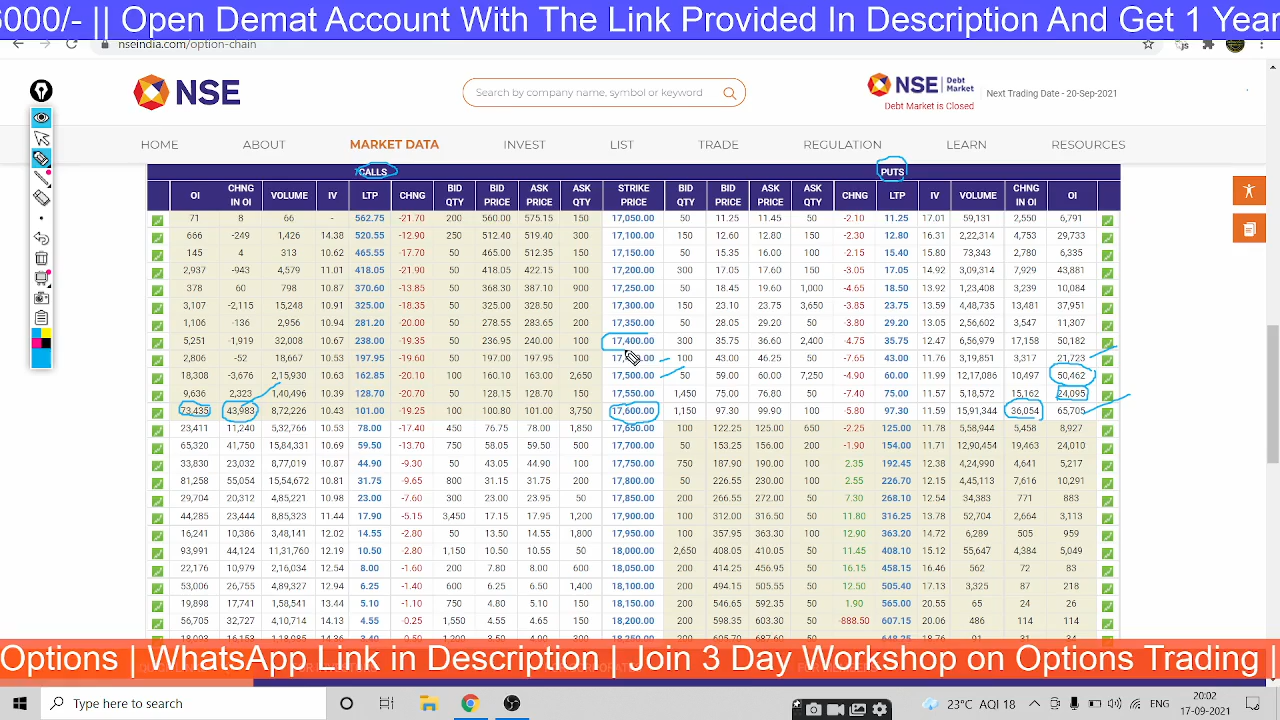 6000/- || Open Demat Account With The Link Provided In Description And Get 1 Year
nseindia.com/option-chain
NSE
Search by company name, symbol or keyword
NSE Debt Market
Debt Market is Closed
Next Trading Date - 20-Sep-2021
HOME ABOUT MARKET DATA INVEST LIST TRADE REGULATION LEARN RESOURCES
CALLS PUTS
OI CHNG IN OI VOLUME IV LTP CHNG BID QTY BID PRICE ASK PRICE ASK QTY STRIKE PRICE BID QTY BID PRICE ASK PRICE ASK QTY CHNG LTP IV VOLUME CHNG IN OI OI
71 8 66 - 562.75 -21.70 200 560.00 575.15 150 17,050.00 50 11.25 11.45 50 -2.10 11.25 17.01 59,131 2,550 6,791
666 -249 1,426 14.38 520.55 -12.90 250 512.40 519.40 300 17,100.00 150 12.60 12.80 150 -2.30 12.80 16.31 2,22,314 4,753 29,733
145 4 313 10.62 465.55 -17.70 50 465.00 512.35 150 17,150.00 50 15.35 16.00 100 -2.15 15.40 15.80 73,343 2,780 6,335
2,937 -943 4,579 11.01 418.05 -21.90 50 418.05 422.15 100 17,200.00 300 17.05 17.60 150 -3.05 17.05 14.92 3,09,314 7,929 43,881
378 60 798 10.87 370.60 -13.85 50 368.30 387.10 900 17,250.00 50 18.45 19.60 1,000 -4.65 18.50 13.92 1,23,408 3,239 10,084
3,107 -2,115 15,248 10.91 325.00 -18.35 50 325.00 328.50 200 17,300.00 150 23.10 23.75 3,650 -3.85 23.75 13.59 4,48,735 13,481 37,951
1,106 -136 2,956 10.94 281.20 -20.00 50 278.55 283.65 200 17,350.00 50 28.05 29.20 50 -3.80 29.20 13.05 2,56,602 3,547 11,307
5,251 -1,919 32,008 10.67 238.00 -19.35 50 236.95 240.00 100 17,400.00 300 35.75 36.60 2,400 -4.75 35.75 12.47 6,56,979 17,158 50,182
2,806 -52 18,667 10.53 197.95 -19.60 50 197.00 197.95 100 100 43.00 46.25 50 -7.65 43.00 11.76 3,19,851 3,317 21,723
18,308 -3,676 2,15,930 10.63 162.85 -20.10 100 160.10 163.00 2,650 17,500.00 50 59.00 60.00 7,250 -4.90 60.00 11.99 12,17,086 10,497 50,462
9,636 2,323 1,40,496 10.39 128.70 -20.70 50 128.15 128.70 150 17,550.00 1,450 75.00 76.80 50 -7.40 75.00 11.57 5,18,572 15,162 24,095
73,435 43,983 8,72,226 10.43 101.00 -19.25 100 100.80 101.00 3,750 17,600.00 1,150 97.30 99.90 100 -5.80 97.30 11.59 15,91,344 36,054 65,705
23,411 11,240 5,32,766 10.38 78.00 -17.40 450 76.75 78.00 1,850 17,650.00 100 122.25 125.00 650 -2.25 125.00 11.78 5,58,944 5,458 8,927
65,320 41,750 15,84,331 10.69 59.50 -13.70 750 58.05 59.50 500 17,700.00 200 153.25 156.00 200 -1.90 154.00 11.71 12,90,454 19,463 24,010
33,830 23,032 8,77,019 10.87 44.90 -9.30 50 43.05 44.90 100 17,750.00 750 187.90 190.00 100 2.35 192.45 12.38 4,24,990 4,641 5,217
81,258 55,054 15,54,672 10.81 31.75 -9.65 800 31.15 31.75 200 17,800.00 50 226.55 230.00 50 2.55 226.70 12.15 4,45,113 7,616 10,291
29,704 20,312 4,85,221 10.98 23.00 -7.60 300 23.00 23.95 50 17,850.00 200 266.55 272.00 50 7.30 268.10 12.54 34,383 771 883
44,285 23,444 8,85,323 11.44 17.90 -5.15 3,450 17.15 17.95 1,200 17,900.00 100 312.00 316.50 50 11.80 316.25 13.78 52,704 2,664 3,113
16,241 10,386 3,48,141 12.02 14.55 -2.80 50 13.50 14.55 1,800 17,950.00 100 357.95 363.30 100 12.90 363.20 14.72 6,289 505 959
93,991 44,124 11,31,760 12.19 10.50 -2.80 1,150 10.50 10.55 50 18,000.00 2,650 408.05 410.05 50 11.45 408.10 15.12 55,647 4,384 5,049
22,176 10,979 2,16,034 12.54 8.00 -1.60 200 7.80 8.00 600 18,050.00 200 414.25 456.95 50 16.15 458.15 16.46 562 72 83
53,006 26,755 4,89,327 12.94 6.25 -1.40 600 6.25 6.50 1,400 18,100.00 200 494.15 505.55 50 12.50 505.40 17.13 3,325 87 218
19,898 17,741 1,58,541 13.44 5.10 -1.10 750 4.80 5.10 150 18,150.00 200 546.65 592.35 50 1.90 565.00 20.55 65 24 26
56,705 32,727 4,10,714 14.13 4.55 -0.25 1,550 4.55 4.65 150 18,200.00 100 598.35 603.30 50 -888.50 607.15 20.06 486 114 114
Options | WhatsApp Link in Description | Join 3 Day Workshop on Options Trading |
Type here to search
23°C AQI 18
ENG
20:02
17-09-2021